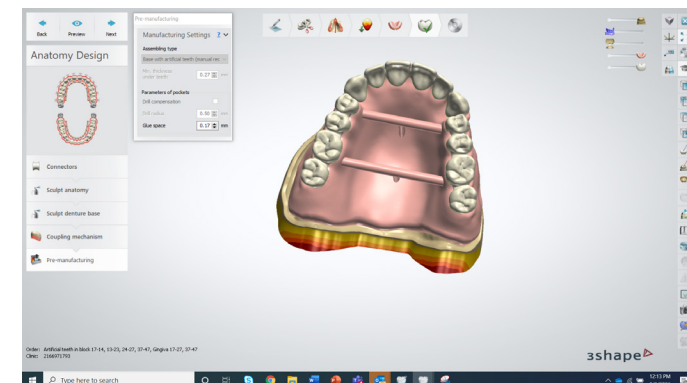 Pre-manufacturing
Back Preview Next
Manufacturing Settings ?
Anatomy Design
Assembling type
Base with artificial teeth (manual rec
Min. thickness
under teeth 0.27 mm
Parameters of pockets
Drill compensation
Drill radius 0.50 mm
Glue space 0.17 mm
Connectors
Sculpt anatomy
Sculpt denture base
Coupling mechanism
Pre-manufacturing
Order: Artificial teeth in block 17-14, 13-23, 24-27, 37-47, Gingiva 17-27, 37-47
Clinic: 2166971793
3shape
Type here to search
12:13 PM